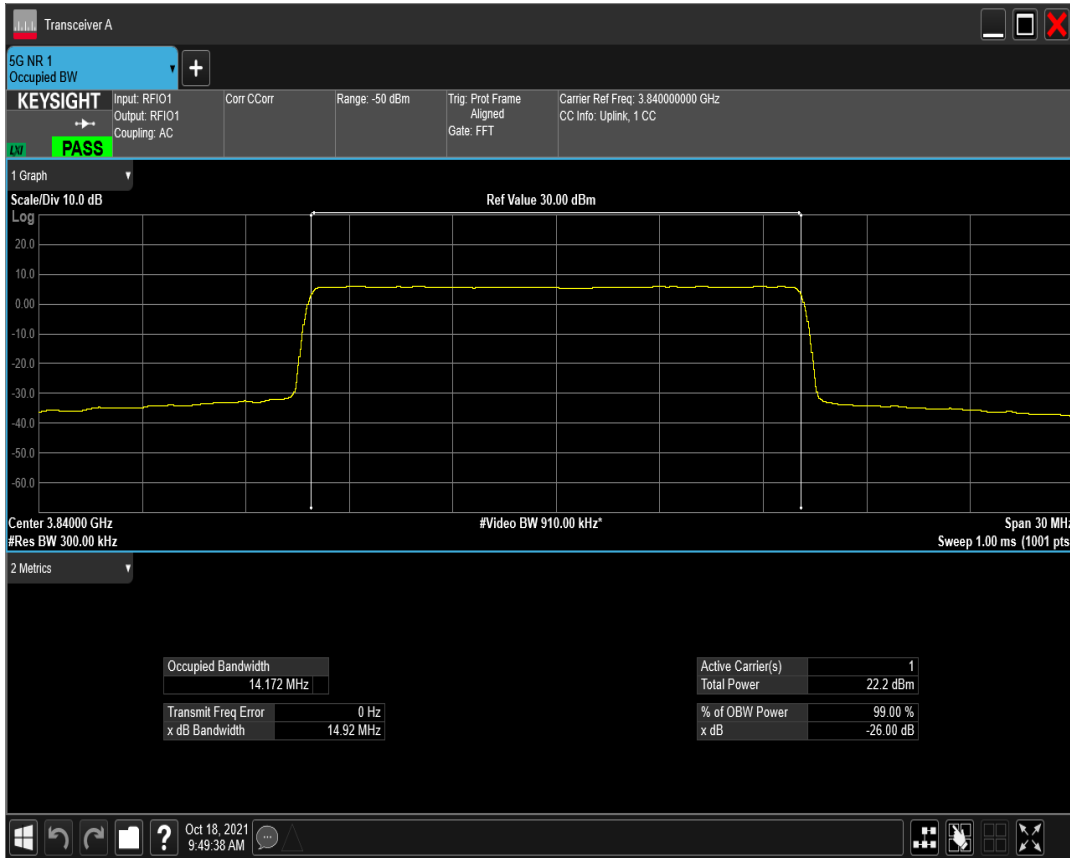 Transceiver A
5G NR 1
Occupied BW
+
KEYSIGHT
LXI
PASS
Input: RFIO1
Output: RFIO1
Coupling: AC
Corr CCorr
Range: -50 dBm
Trig: Prot Frame
Aligned
Gate: FFT
Carrier Ref Freq: 3.840000000 GHz
CC Info: Uplink, 1 CC
1 Graph
Scale/Div 10.0 dB
Ref Value 30.00 dBm
Log
20.0
10.0
0.00
-10.0
-20.0
-30.0
-40.0
-50.0
-60.0
Center 3.84000 GHz
#Video BW 910.00 kHz*
Span 30 MHz
#Res BW 300.00 kHz
Sweep 1.00 ms (1001 pts
2 Metrics
Occupied Bandwidth
14.172 MHz
Transmit Freq Error 0 Hz
x dB Bandwidth 14.92 MHz
Active Carrier(s) 1
Total Power 22.2 dBm
% of OBW Power 99.00 %
x dB -26.00 dB
?
Oct 18, 2021
9:49:38 AM